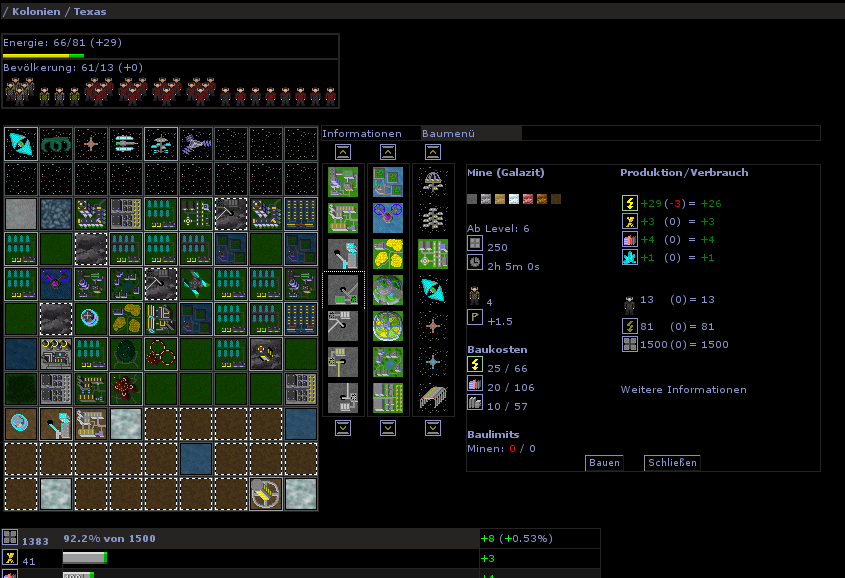 / Kolonien / Texas
Energie: 66/81 (+29)
Bevölkerung: 61/13 (+0)
Informationen
Baumenü
Mine (Galazit)
Ab Level: 6
250
2h 5m 0s
4
+1.5
Baukosten
25 / 66
20 / 106
10 / 57
Baulimits
Minen: 0 / 0
Produktion/Verbrauch
+29 (-3) = +26
+3 (0) = +3
+4 (0) = +4
+1 (0) = +1
13 (0) = 13
81 (0) = 81
1500 (0) = 1500
Weitere Informationen
Bauen
Schließen
1383 92.2% von 1500 +8 (+0.53%)
41 +3